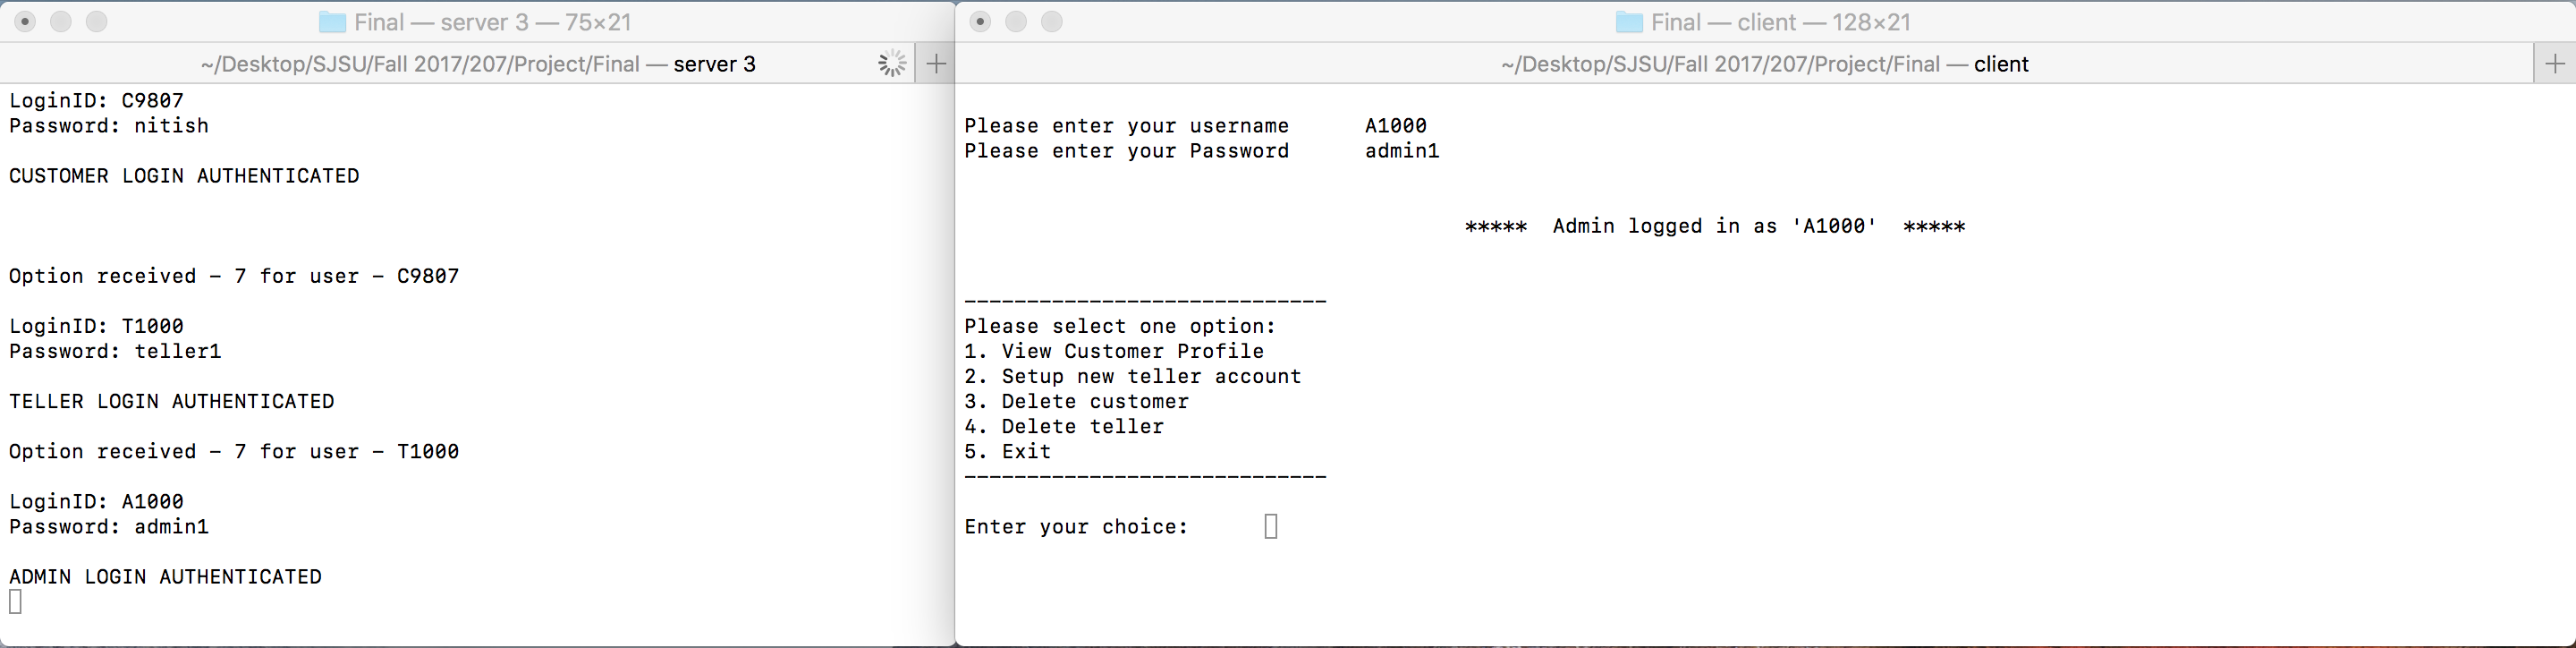 Final — server 3 — 75×21
~/Desktop/SJSU/Fall 2017/207/Project/Final — server 3
LoginID: C9807
Password: nitish
CUSTOMER LOGIN AUTHENTICATED
Option received - 7 for user - C9807
LoginID: T1000
Password: teller1
TELLER LOGIN AUTHENTICATED
Option received - 7 for user - T1000
LoginID: A1000
Password: admin1
ADMIN LOGIN AUTHENTICATED
Final — client — 128×21
~/Desktop/SJSU/Fall 2017/207/Project/Final — client
Please enter your username A1000
Please enter your Password admin1
***** Admin logged in as 'A1000' *****
-----------------------------
Please select one option:
1. View Customer Profile
2. Setup new teller account
3. Delete customer
4. Delete teller
5. Exit
-----------------------------
Enter your choice: